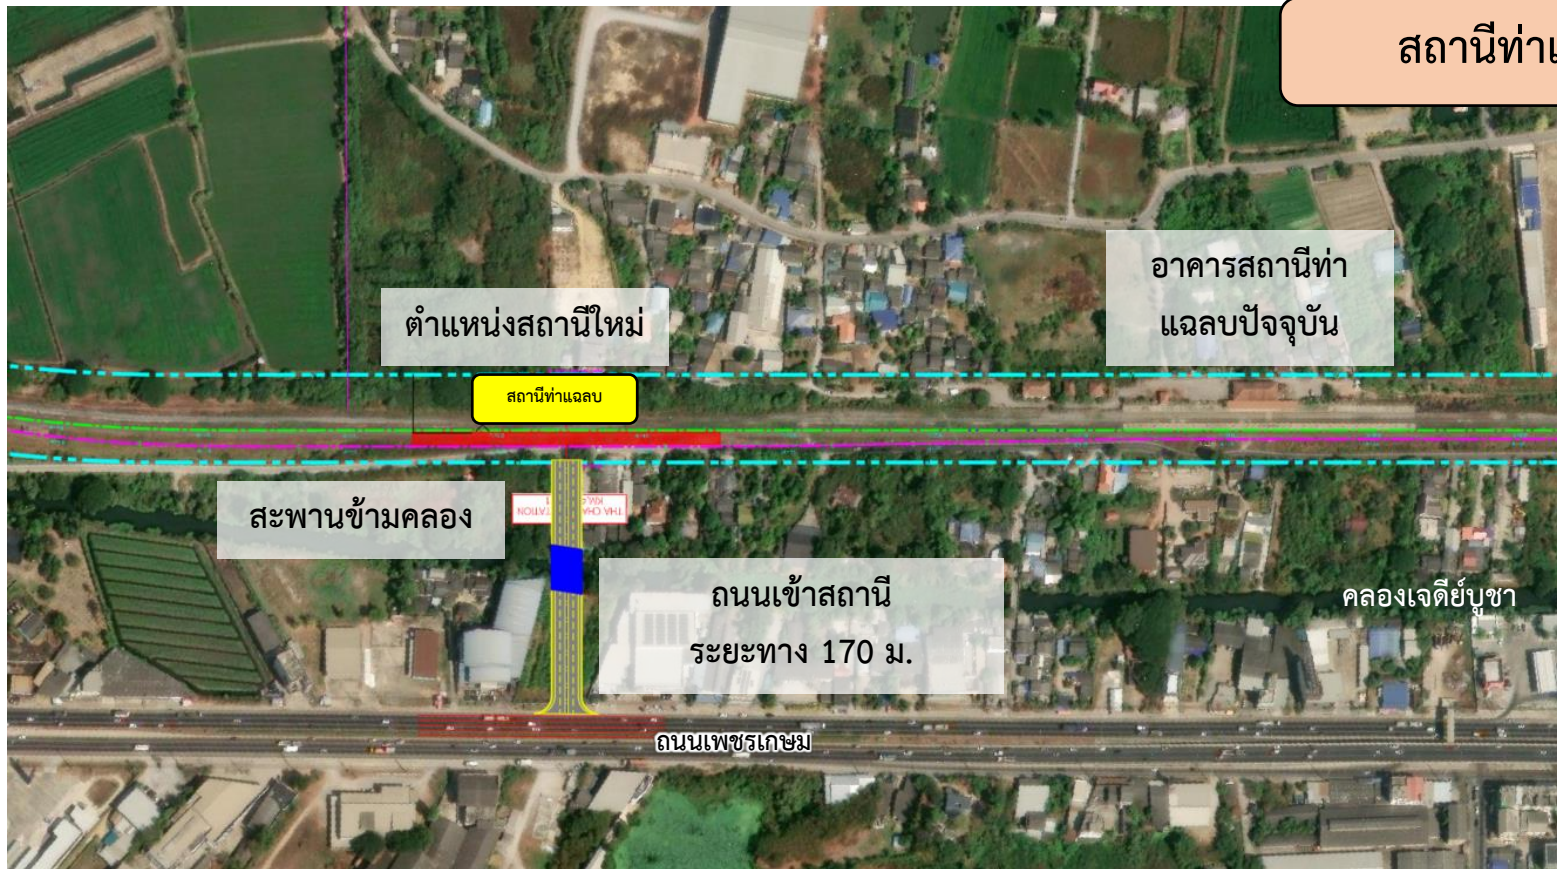 สถานีท่าแ
อาคารสถานีท่า
แฉลบปัจจุบัน
ตำแหน่งสถานีใหม่
สถานีท่าแฉลบ
สะพานข้ามคลอง
THA CHA
TATION
ถนนเข้าสถานี
ระยะทาง 170 ม.
คลองเจดีย์บูชา
ถนนเพชรเกษม